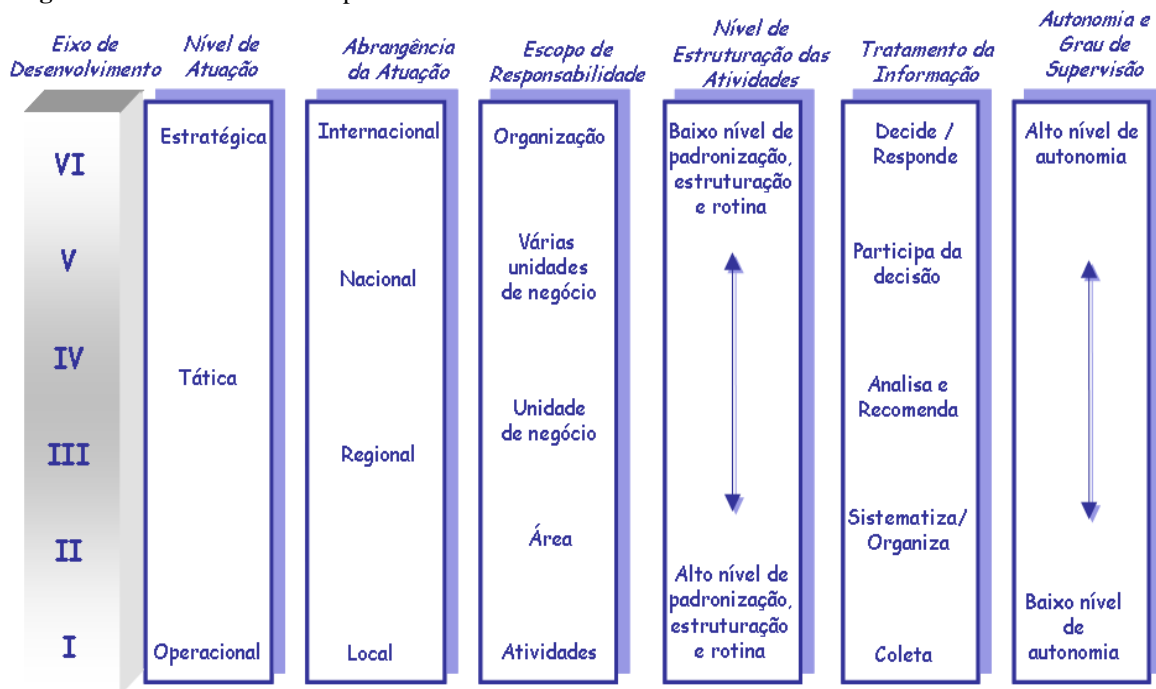 Eixo de
Desenvolvimento
Nível de
Atuação
Abrangência
da Atuação
Escopo de
Responsabilidade
Nível de
Estruturação das
Atividades
Tratamento da
Informação
Autonomia e
Grau de
Supervisão
VI
V
IV
III
II
I
Estratégica
Tática
Operacional
Internacional
Nacional
Regional
Local
Organização
Várias
unidades
de negócio
Unidade
de negócio
Área
Atividades
Baixo nível de
padronização,
estruturação
e rotina
Alto nível de
padronização,
estruturação
e rotina
Decide /
Responde
Participa da
decisão
Analisa e
Recomenda
Sistematiza/
Organiza
Coleta
Alto nível de
autonomia
Baixo nível
de
autonomia